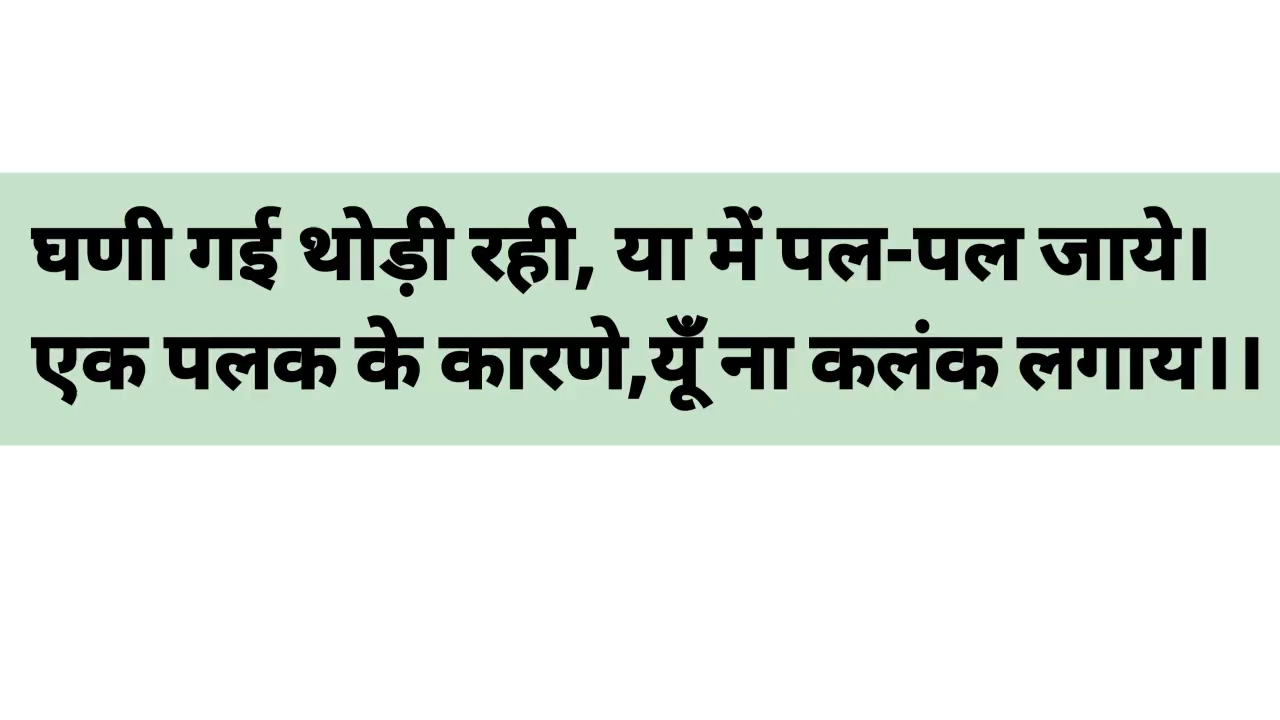 घणी गई थोड़ी रही, या में पल-पल जाये।
एक पलक के कारणे,यूँ ना कलंक लगाय।।